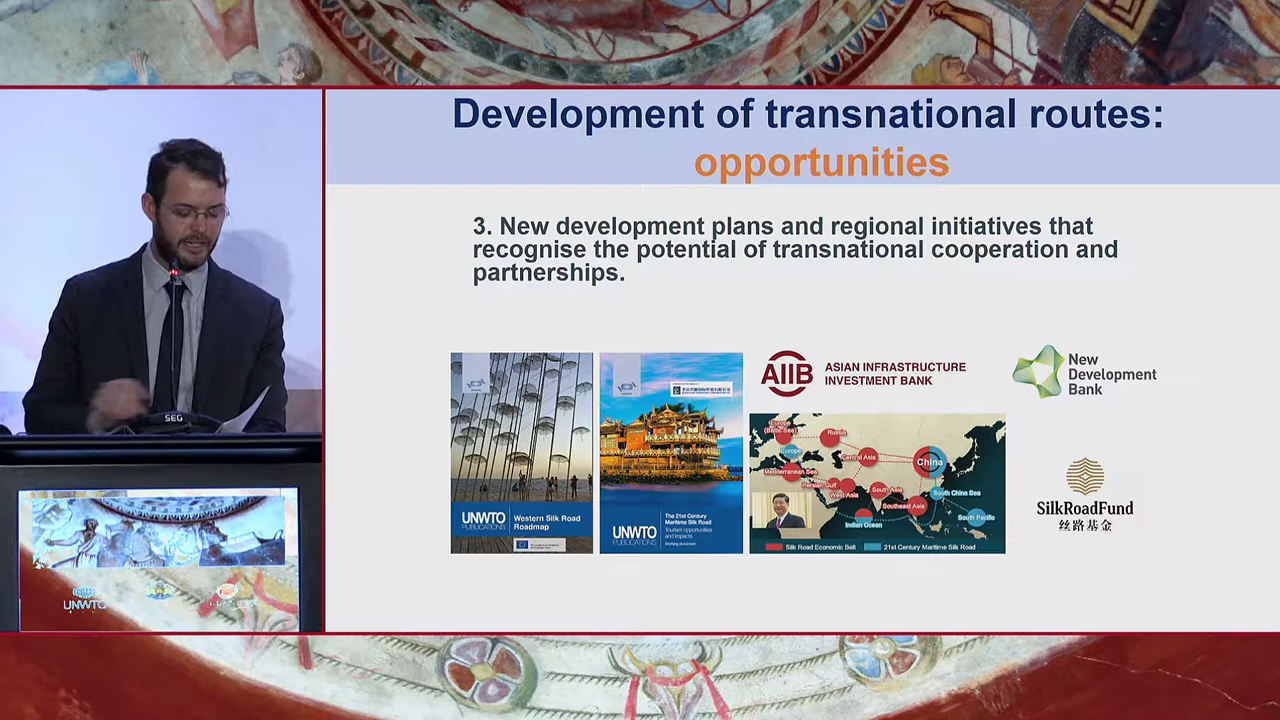 Development of transnational routes:
opportunities
3. New development plans and regional initiatives that
recognise the potential of transnational cooperation and
partnerships.
UNWTO
PUBLICATIONS
Western Silk Road
Roadmap
UNWTO
PUBLICATIONS
The 21st Century
Maritime Silk Road
Tourism opportunities
and impacts
Working document
AIIB
ASIAN INFRASTRUCTURE
INVESTMENT BANK
New
Development
Bank
Europe
(Baltic Sea)
Russia
Europe
Central Asia
China
Mediterranean Sea
Persian Gulf
West Asia
South Asia
South China Sea
Southeast Asia
Indian Ocean
South Pacific
Silk Road Economic Belt
21st Century Maritime Silk Road
SilkRoadFund
丝路基金
SEG
UNWTO